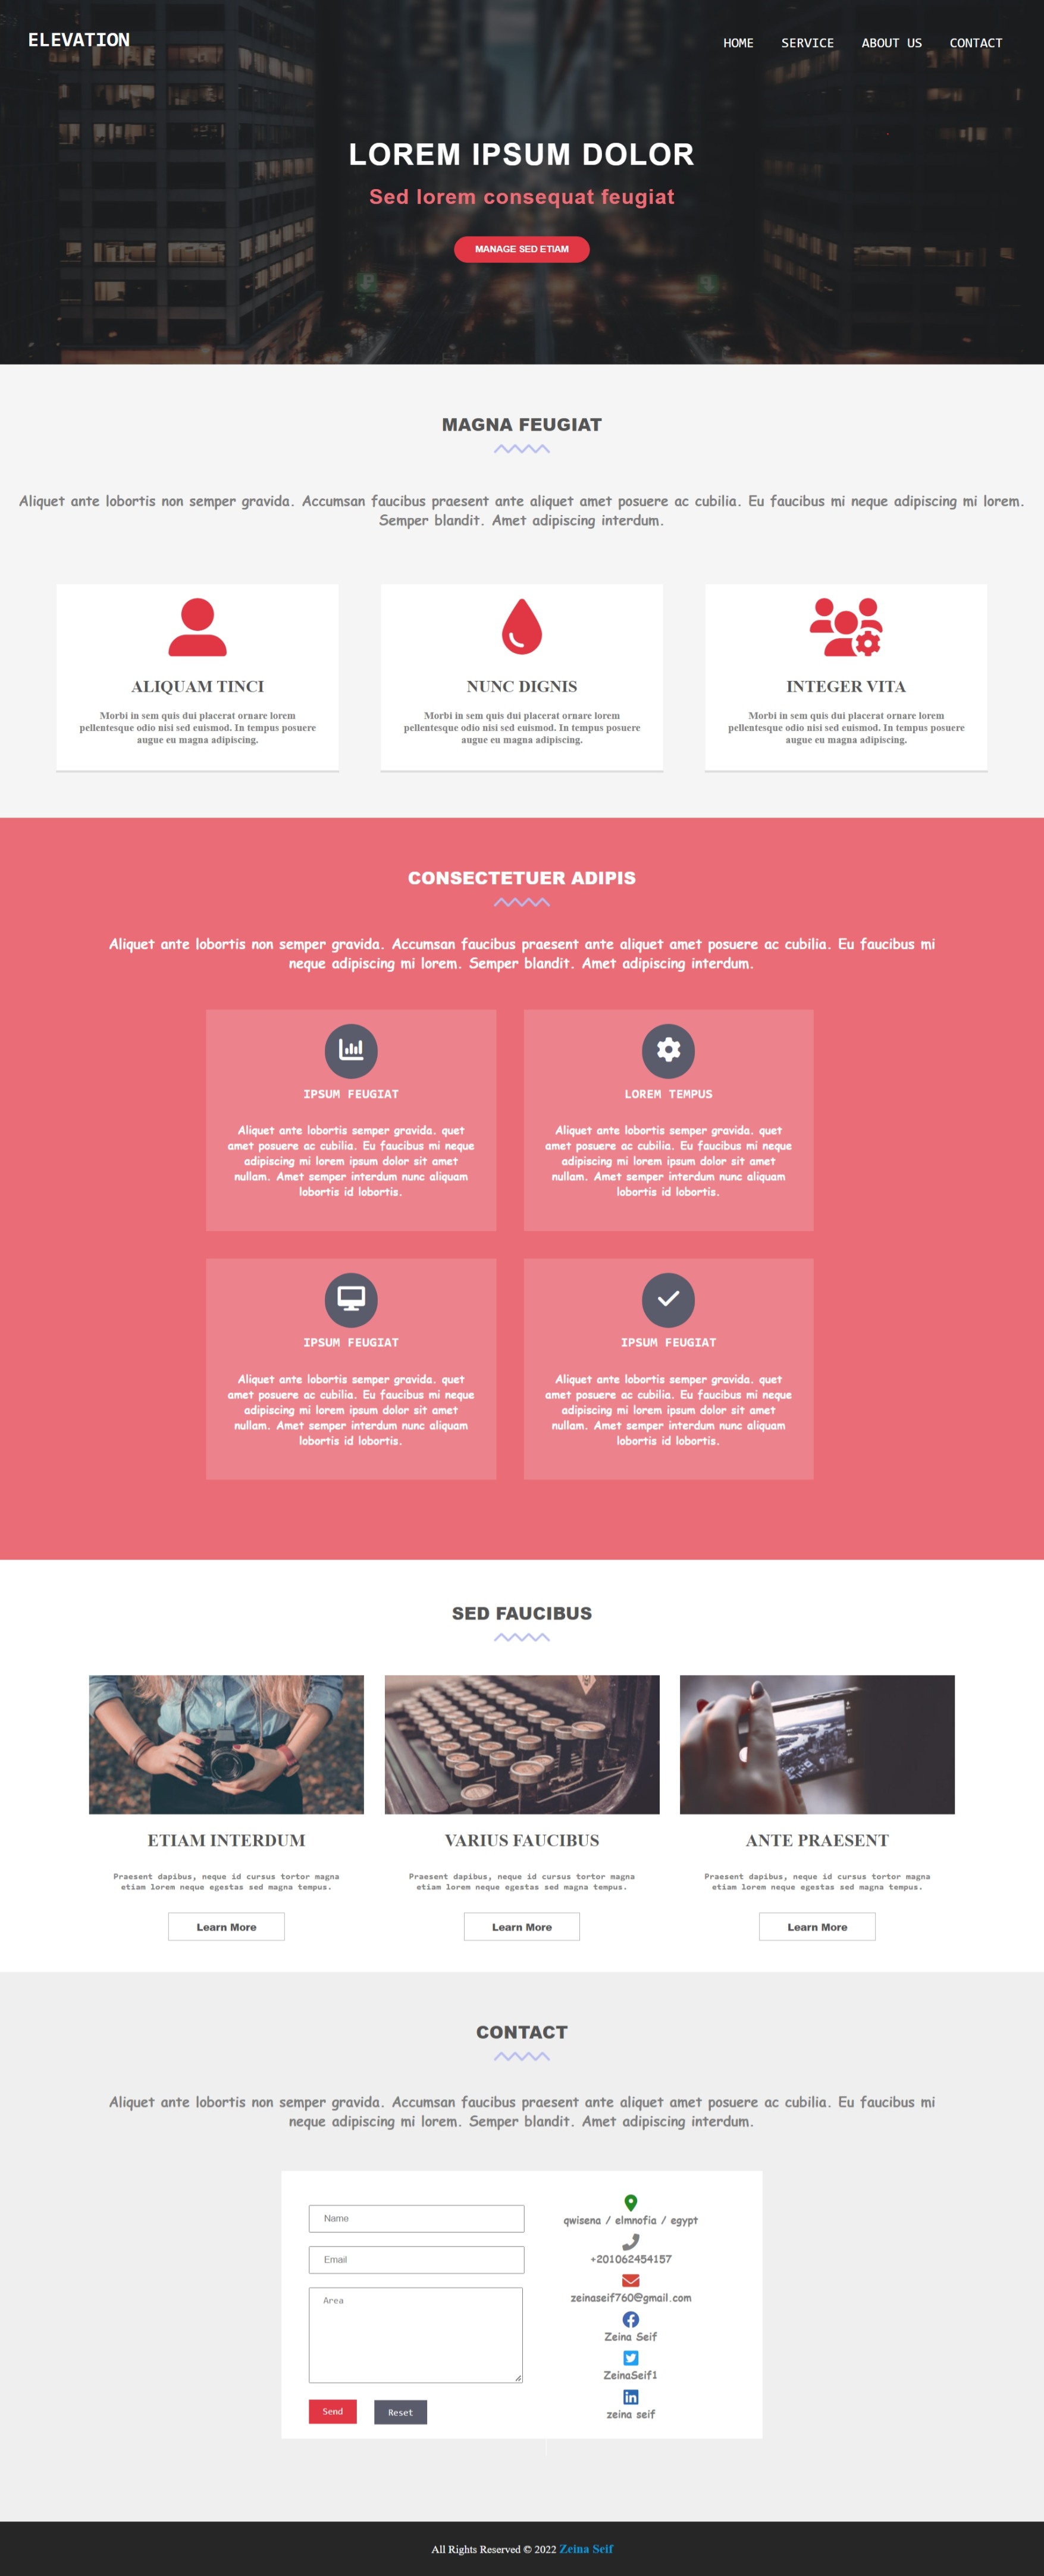 ELEVATION
HOME SERVICE ABOUT US CONTACT
LOREM IPSUM DOLOR
Sed lorem consequat feugiat
MANAGE SED ETIAM
MAGNA FEUGIAT
Aliquet ante lobortis non semper gravida. Accumsan faucibus praesent ante aliquet amet posuere ac cubilia. Eu faucibus mi neque adipiscing mi lorem.
Semper blandit. Amet adipiscing interdum.
ALIQUAM TINCI
Morbi in sem quis dui placerat ornare lorem
pellentesque odio nisi sed euismod. In tempus posuere
augue eu magna adipiscing.
NUNC DIGNIS
Morbi in sem quis dui placerat ornare lorem
pellentesque odio nisi sed euismod. In tempus posuere
augue eu magna adipiscing.
INTEGER VITA
Morbi in sem quis dui placerat ornare lorem
pellentesque odio nisi sed euismod. In tempus posuere
augue eu magna adipiscing.
CONSECTETUER ADIPIS
Aliquet ante lobortis non semper gravida. Accumsan faucibus praesent ante aliquet amet posuere ac cubilia. Eu faucibus mi
neque adipiscing mi lorem. Semper blandit. Amet adipiscing interdum.
IPSUM FEUGIAT
Aliquet ante lobortis semper gravida. quet
amet posuere ac cubilia. Eu faucibus mi neque
adipiscing mi lorem ipsum dolor sit amet
nullam. Amet semper interdum nunc aliquam
lobortis id lobortis.
LOREM TEMPUS
Aliquet ante lobortis semper gravida. quet
amet posuere ac cubilia. Eu faucibus mi neque
adipiscing mi lorem ipsum dolor sit amet
nullam. Amet semper interdum nunc aliquam
lobortis id lobortis.
IPSUM FEUGIAT
Aliquet ante lobortis semper gravida. quet
amet posuere ac cubilia. Eu faucibus mi neque
adipiscing mi lorem ipsum dolor sit amet
nullam. Amet semper interdum nunc aliquam
lobortis id lobortis.
IPSUM FEUGIAT
Aliquet ante lobortis semper gravida. quet
amet posuere ac cubilia. Eu faucibus mi neque
adipiscing mi lorem ipsum dolor sit amet
nullam. Amet semper interdum nunc aliquam
lobortis id lobortis.
SED FAUCIBUS
ETIAM INTERDUM
Praesent dapibus, neque id cursus tortor magna
etiam lorem neque egestas sed magna tempus.
Learn More
VARIUS FAUCIBUS
Praesent dapibus, neque id cursus tortor magna
etiam lorem neque egestas sed magna tempus.
Learn More
ANTE PRAESENT
Praesent dapibus, neque id cursus tortor magna
etiam lorem neque egestas sed magna tempus.
Learn More
CONTACT
Aliquet ante lobortis non semper gravida. Accumsan faucibus praesent ante aliquet amet posuere ac cubilia. Eu faucibus mi
neque adipiscing mi lorem. Semper blandit. Amet adipiscing interdum.
Name
Email
Area
Send Reset
qwisena / elmnofia / egypt
+201062454157
zeinaseif760@gmail.com
Zeina Seif
ZeinaSeif1
zeina seif
All Rights Reserved © 2022 Zeina Seif